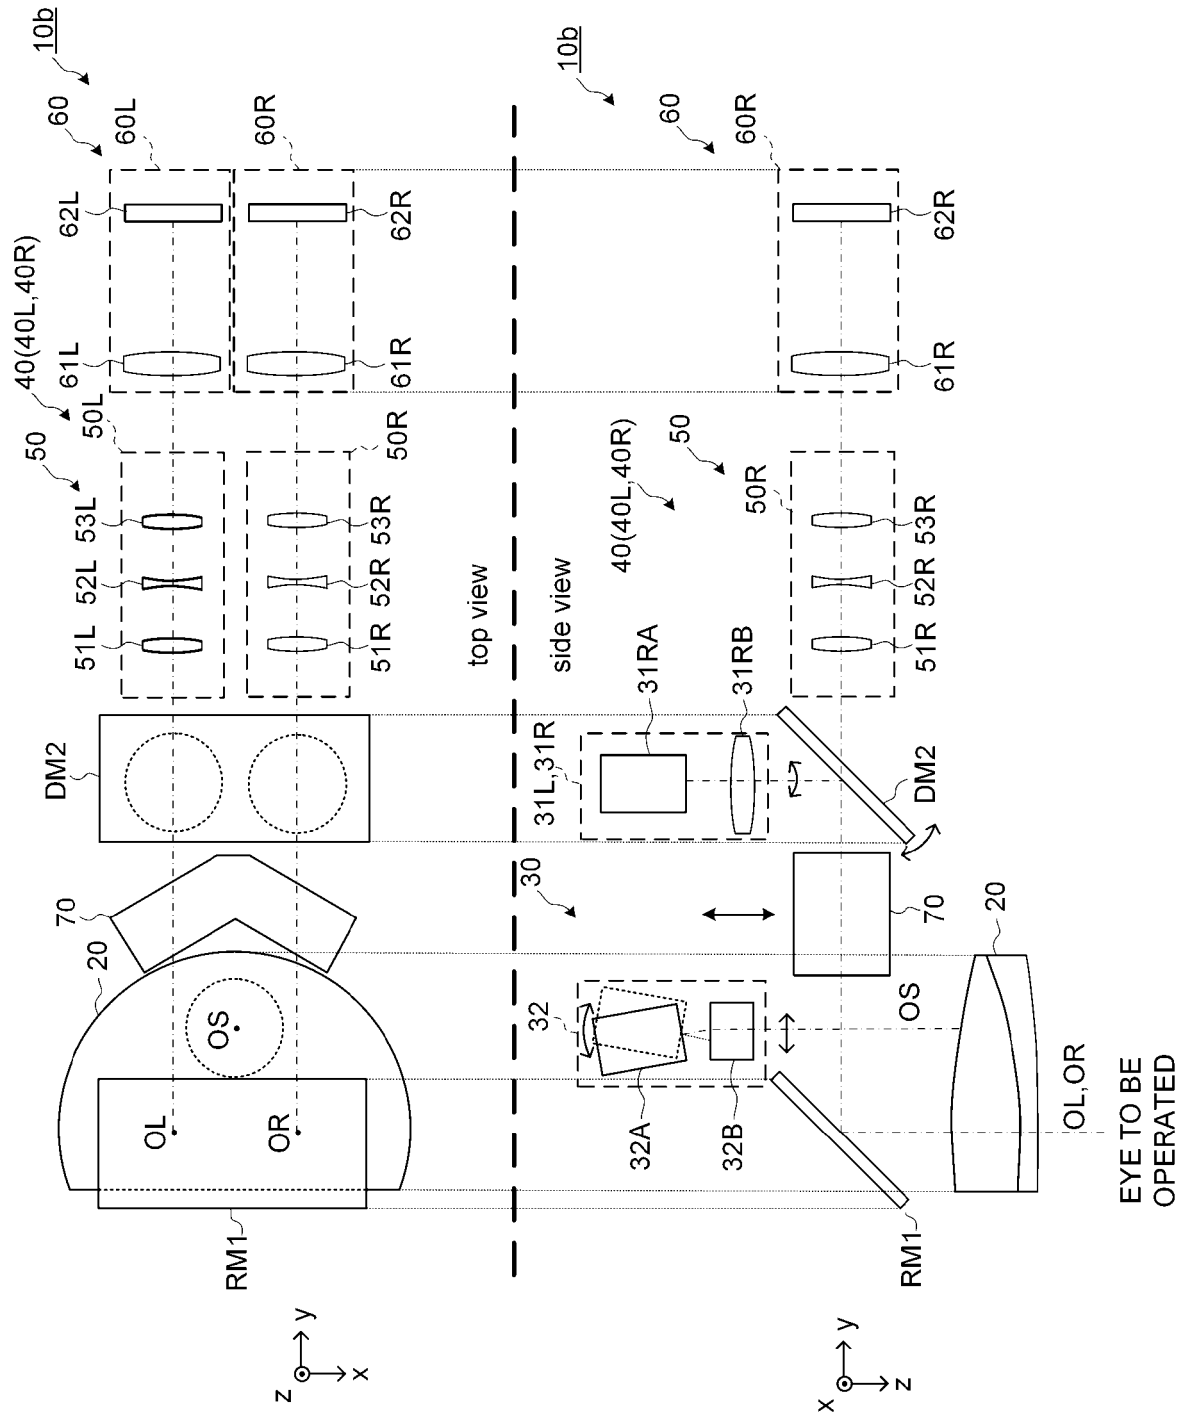 10b
60
60L
60R
62L
62R
40(40L,40R)
61L
61R
50L
50
50R
53L
53R
52L
52R
51L
51R
DM2
70
20
OS
OL
OR
RM1
top view
side view
z
y
x
10b
60
60R
62R
61R
40(40L,40R)
50
50R
53R
52R
51R
31RA
31RB
31L,31R
DM2
30
70
20
32
OS
32A
32B
OL,OR
RM1
EYE TO BE
OPERATED
x
y
z